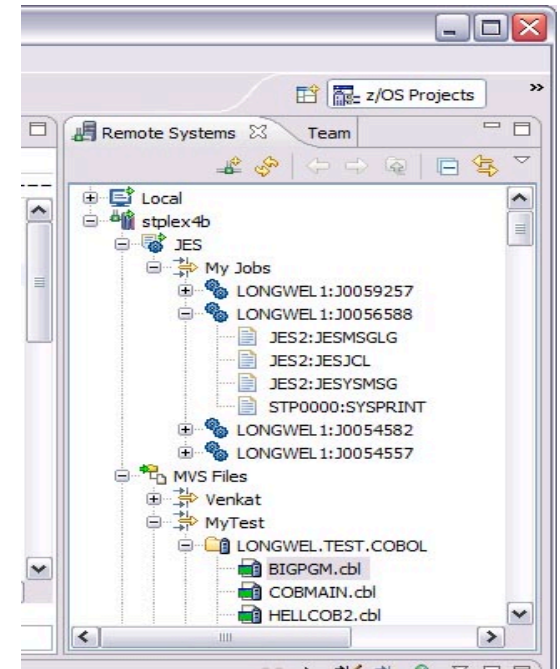 z/OS Projects
Remote Systems Team
Local
stplex4b
JES
My Jobs
LONGWEL1:J0059257
LONGWEL1:J0056588
JES2:JESMSGLG
JES2:JESJCL
JES2:JESYSMSG
STP0000:SYSPRINT
LONGWEL1:J0054582
LONGWEL1:J0054557
MVS Files
Venkat
MyTest
LONGWEL.TEST.COBOL
BIGPGM.cbl
COBMAIN.cbl
HELLCOB2.cbl